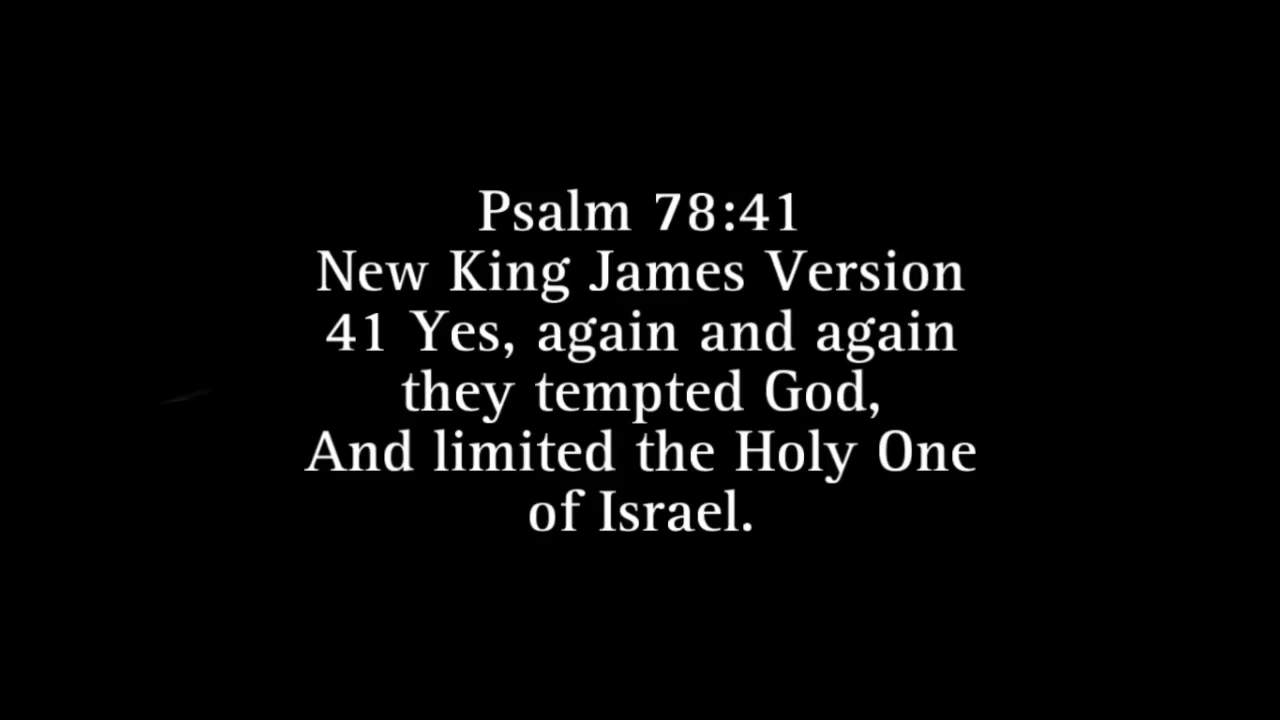 Psalm 78:41
New King James Version
41 Yes, again and again
they tempted God,
And limited the Holy One
of Israel.